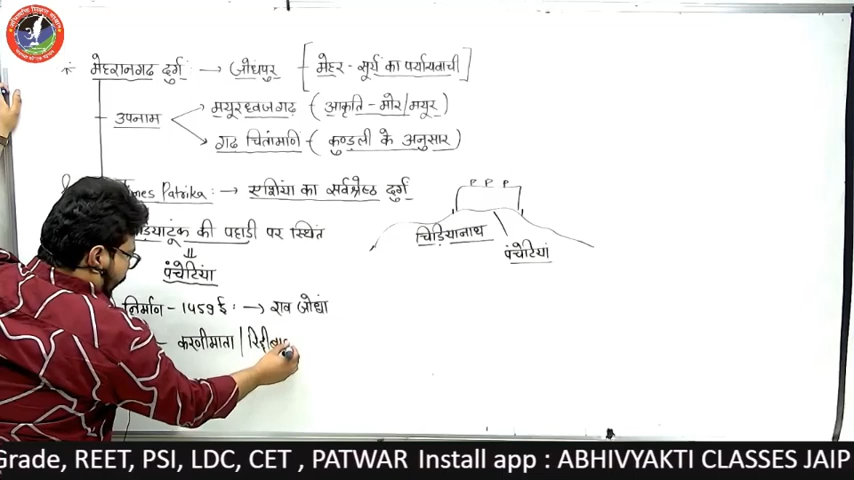 मेहरानगढ दुर्ग → जोधपुर - [मेहर - सूर्य का पर्यायवाची]
उपनाम
मयूरध्वजगढ़ (आकृति - मोर/मयूर)
गढ चिंतामणि - (कुण्डली के अनुसार)
mes Patrika: → एशिया का सर्वश्रेष्ठ दुर्ग
P P P
ड़ियाटूंक की पहाडी पर स्थित
चिड़ियानाथ
पंचेटियां
पंचेटियां
निर्माण - 1459 ई. → राव जोधा
- करणीमाता | रिद्दीबाई
Grade, REET, PSI, LDC, CET , PATWAR Install app : ABHIVYAKTI CLASSES JAIP